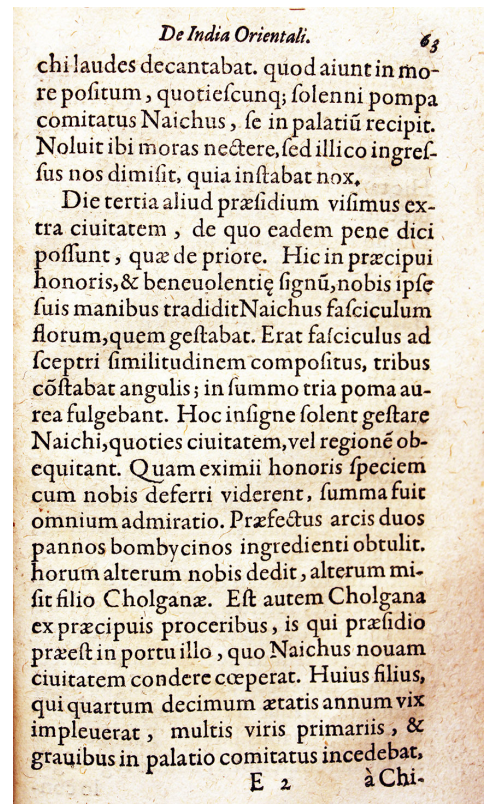 De India Orientali. 63
chi laudes decantabat. quod aiunt in mo-
re poſitum, quotieſcunq; ſolenni pompa
comitatus Naichus, ſe in palatiũ recipit.
Noluit ibi moras nectere, ſed illico ingreſ-
ſus nos dimiſit, quia inſtabat nox.
Die tertia aliud præſidium viſimus ex-
tra ciuitatem, de quo eadem pene dici
poſſunt, quæ de priore. Hic in præcipui
honoris, & beneuolentię ſignũ, nobis ipſe
ſuis manibus tradidit Naichus faſciculum
florum, quem geſtabat. Erat faſciculus ad
ſceptri ſimilitudinem compoſitus, tribus
cõſtabat angulis; in ſummo tria poma au-
rea fulgebant. Hoc inſigne ſolent geſtare
Naichi, quoties ciuitatem, vel regionẽ ob-
equitant. Quam eximii honoris ſpeciem
cum nobis deferri viderent, ſumma fuit
omnium admiratio. Præfectus arcis duos
pannos bombycinos ingredienti obtulit.
horum alterum nobis dedit, alterum mi-
ſit filio Cholganæ. Eſt autem Cholgana
ex præcipuis proceribus, is qui præſidio
præeſt in portu illo, quo Naichus nouam
ciuitatem condere cœperat. Huius filius,
qui quartum decimum ætatis annum vix
impleuerat, multis viris primariis, &
grauibus in palatio comitatus incedebat,
E 2 à Chi-